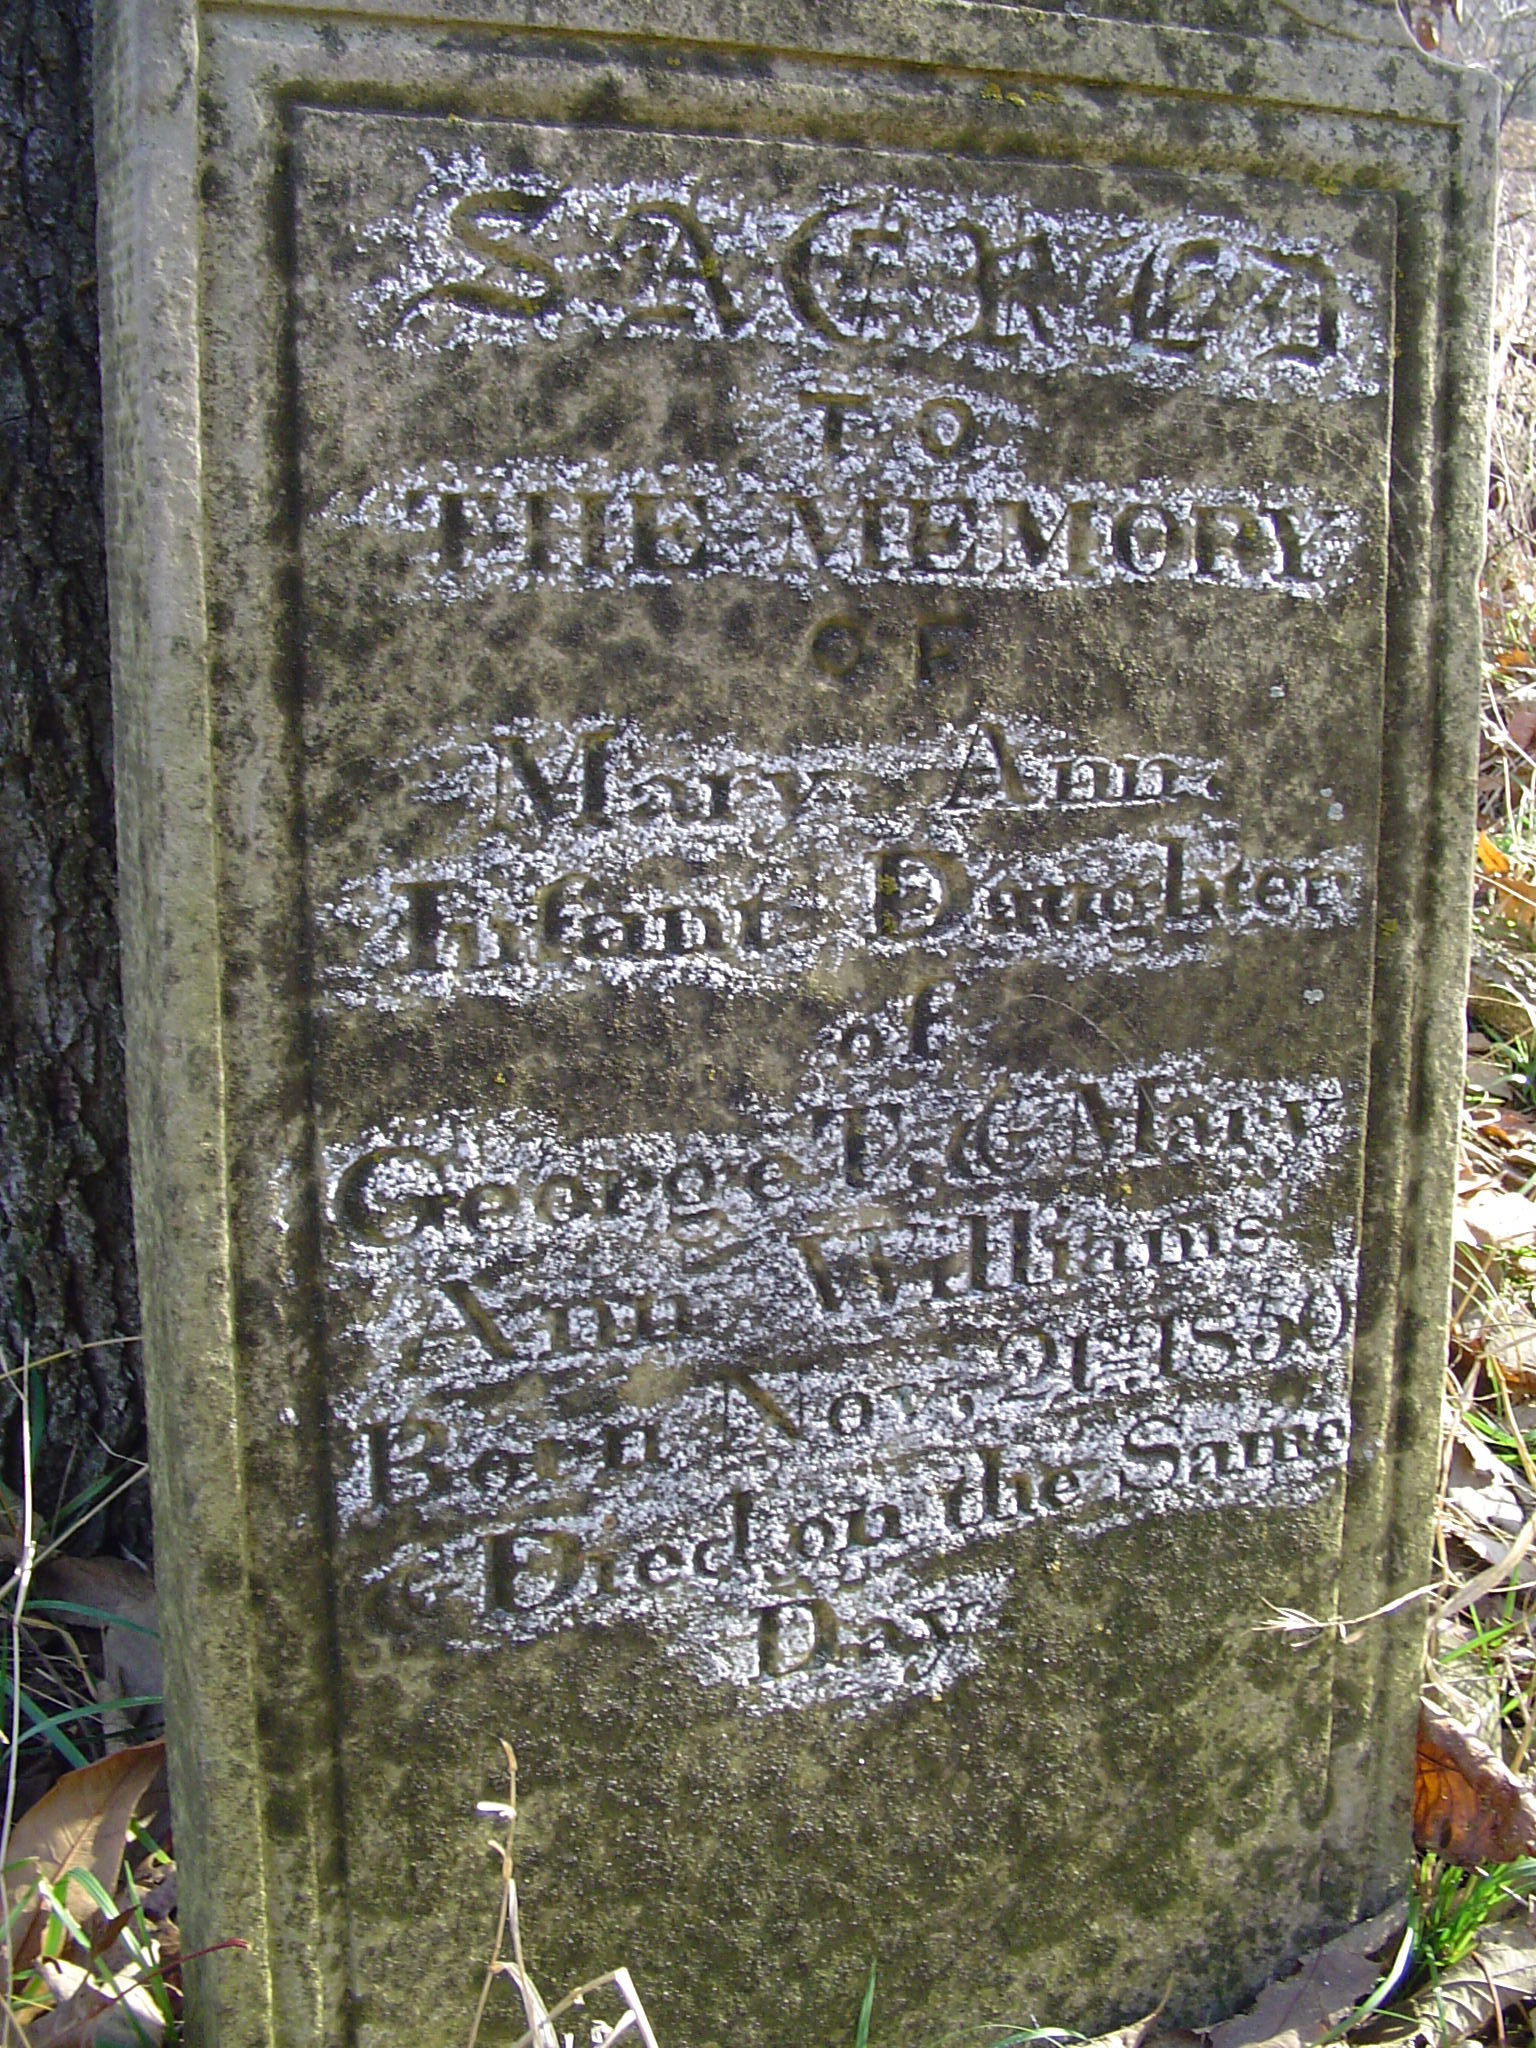 SACRED
TO
THE MEMORY
OF
Mary Ann
Infant Daughter
of
George & Mary
Ann Williams
Born Nov. 21 1850
Died on the Same
Day